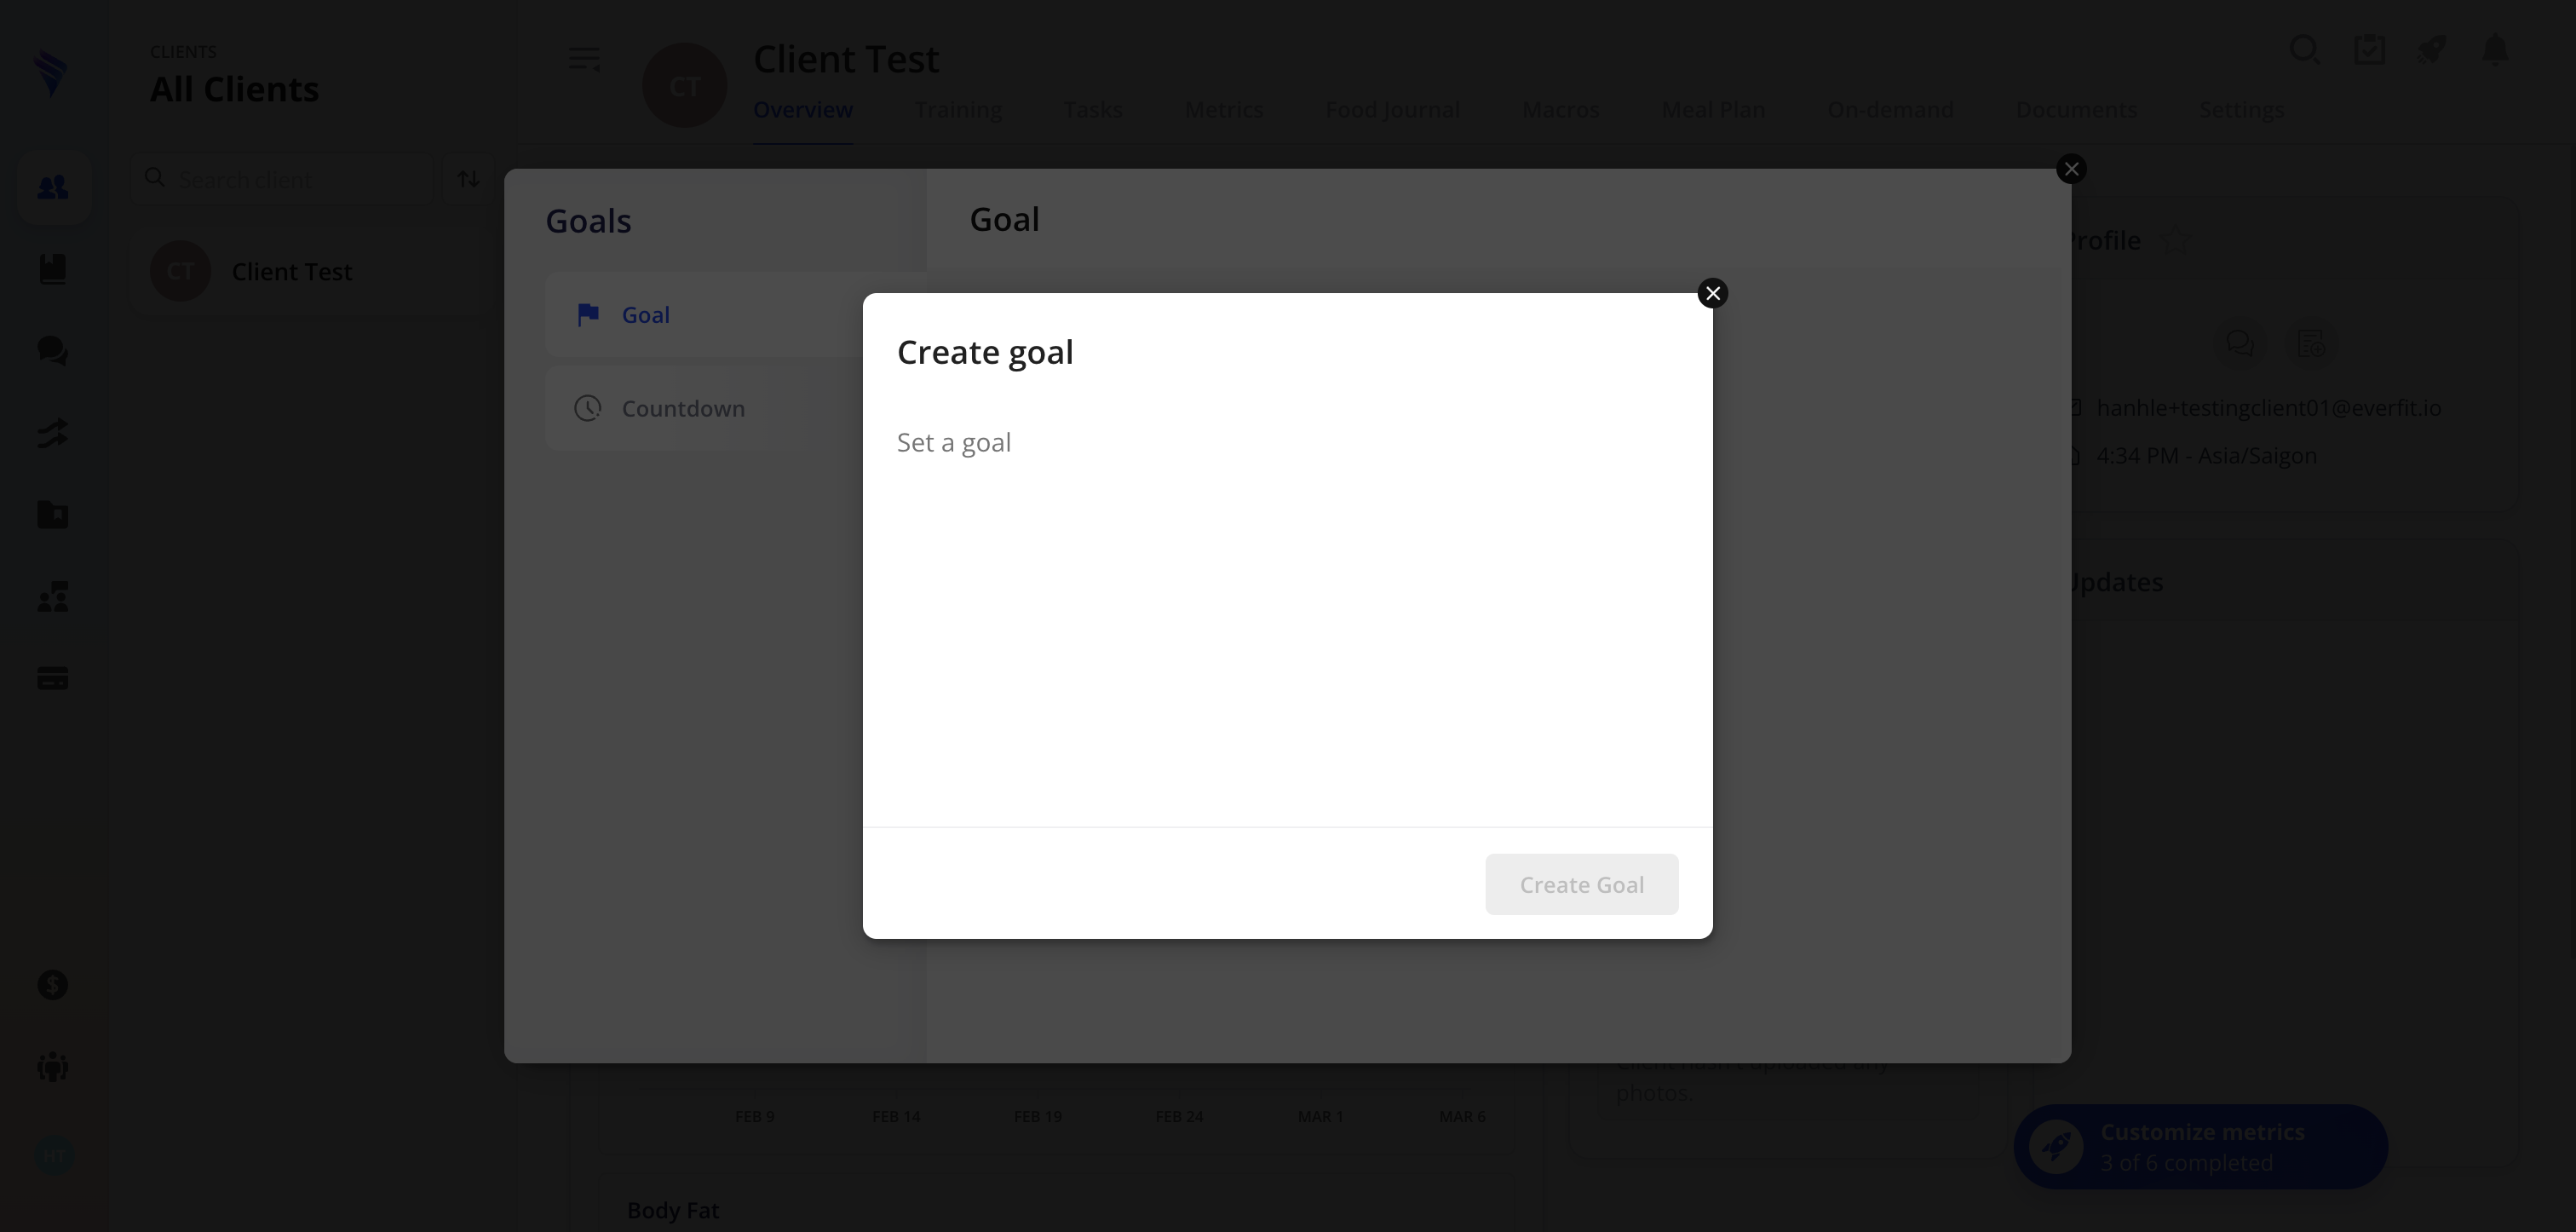 CLIENTS
All Clients
Search client
CT
Client Test
CT
Client Test
Overview
Training
Tasks
Metrics
Food Journal
Macros
Meal Plan
On-demand
Documents
Settings
Goals
Goal
Countdown
Goal
Create goal
Set a goal
Create Goal
Profile
hanhle+testingclient01@everfit.io
4:34 PM - Asia/Saigon
Updates
Client hasn't uploaded any
photos.
FEB 9
FEB 14
FEB 19
FEB 24
MAR 1
MAR 6
Body Fat
Customize metrics
3 of 6 completed
HT